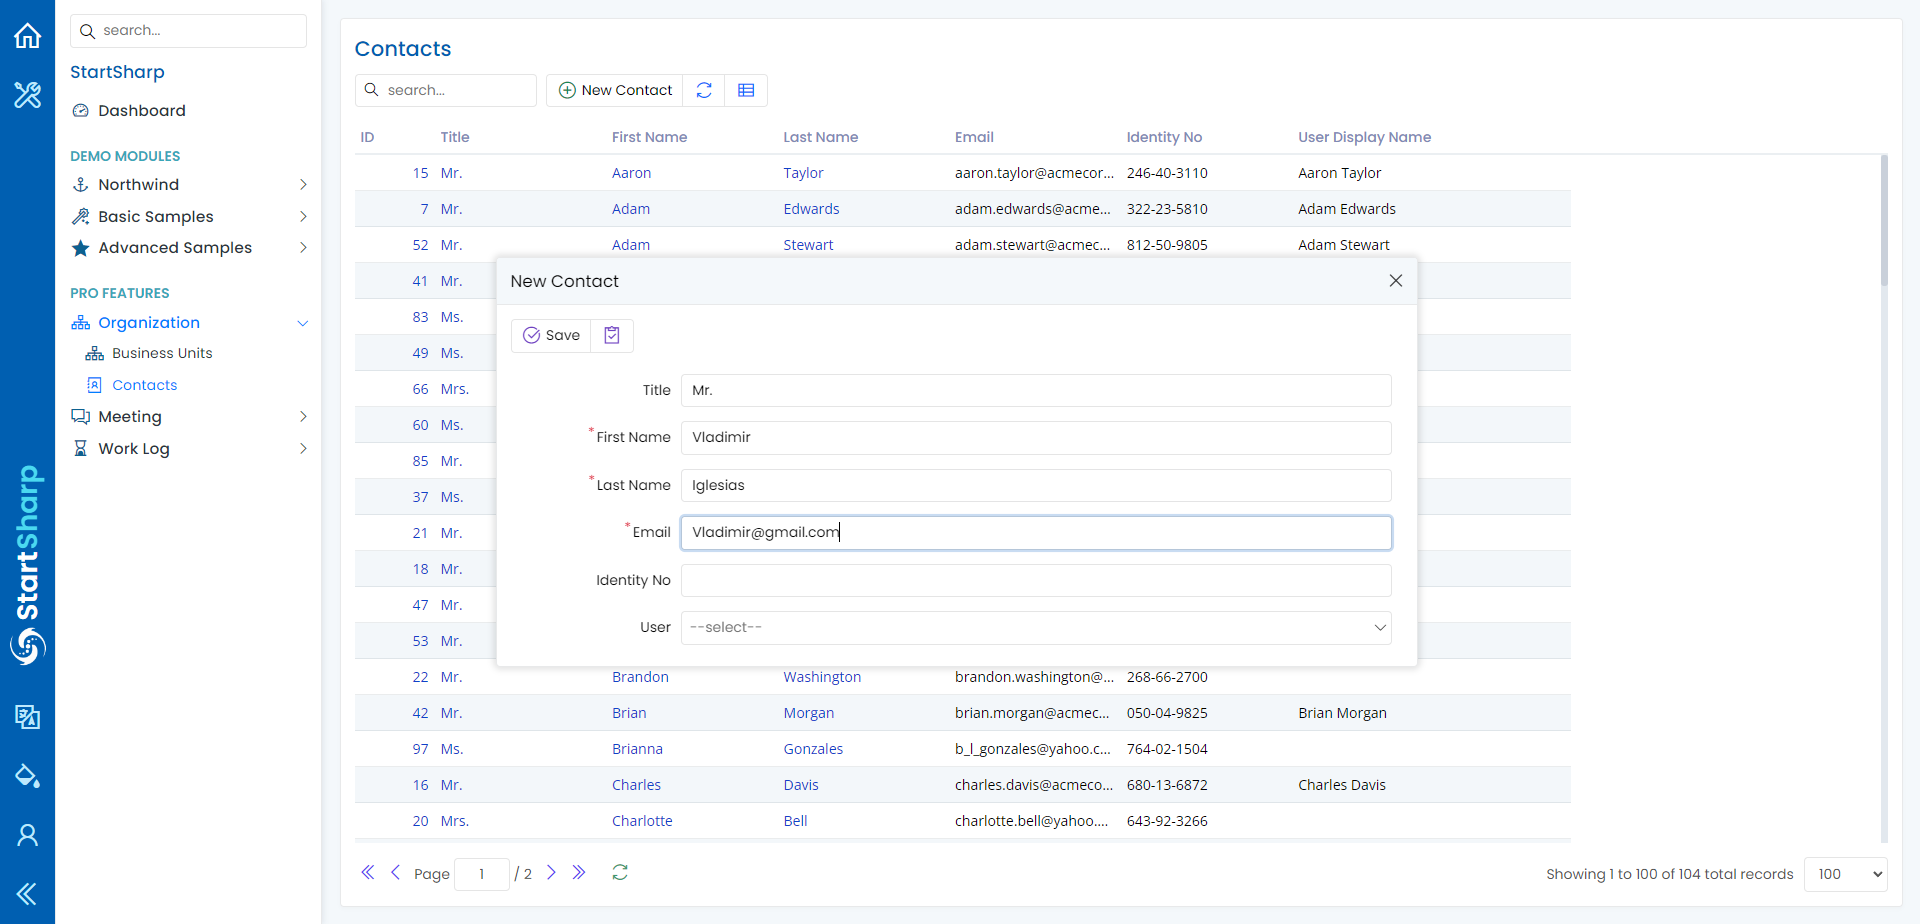 search...
StartSharp
Dashboard
DEMO MODULES
Northwind
Basic Samples
Advanced Samples
PRO FEATURES
Organization
Business Units
Contacts
Meeting
Work Log
StartSharp
Contacts
search...
New Contact
ID Title First Name Last Name Email Identity No User Display Name
15 Mr. Aaron Taylor aaron.taylor@acmecor... 246-40-3110 Aaron Taylor
7 Mr. Adam Edwards adam.edwards@acme... 322-23-5810 Adam Edwards
52 Mr. Adam Stewart adam.stewart@acmec... 812-50-9805 Adam Stewart
41 Mr.
83 Ms.
49 Ms.
66 Mrs.
60 Ms.
85 Mr.
37 Ms.
21 Mr.
18 Mr.
47 Mr.
53 Mr.
22 Mr. Brandon Washington brandon.washington@... 268-66-2700
42 Mr. Brian Morgan brian.morgan@acmec... 050-04-9825 Brian Morgan
97 Ms. Brianna Gonzales b_l_gonzales@yahoo.c... 764-02-1504
16 Mr. Charles Davis charles.davis@acmeco... 680-13-6872 Charles Davis
20 Mrs. Charlotte Bell charlotte.bell@yahoo.... 643-92-3266
New Contact
Save
Title Mr.
*First Name Vladimir
*Last Name Iglesias
*Email Vladimir@gmail.com
Identity No
User --select--
Page 1 / 2
Showing 1 to 100 of 104 total records 100